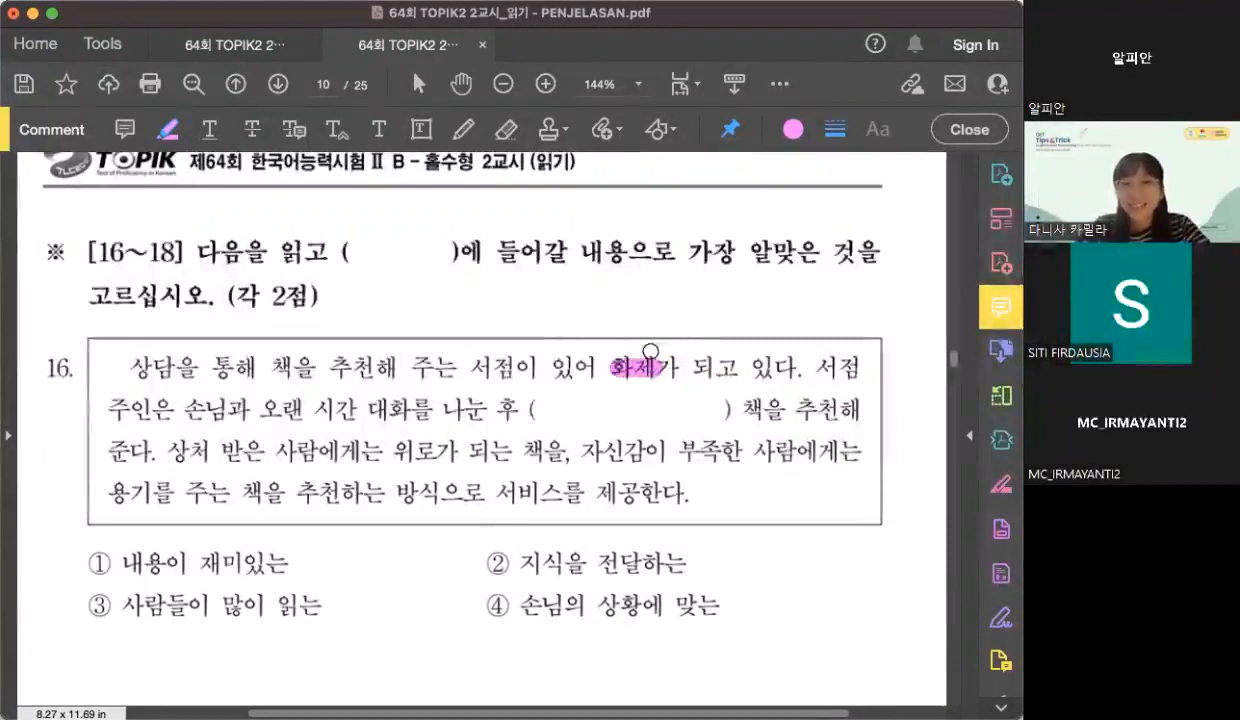 64회 TOPIK2 2교시_읽기 - PENJELASAN.pdf
Home
Tools
64회 TOPIK2 2…
64회 TOPIK2 2…
×
Sign In
10 / 25
144%
Comment
Aa
Close
TOPIK
제64회 한국어능력시험 II B - 홀수형 2교시 (읽기)
※ [16～18] 다음을 읽고 ( )에 들어갈 내용으로 가장 알맞은 것을
고르십시오. (각 2점)
16. 상담을 통해 책을 추천해 주는 서점이 있어 화제가 되고 있다. 서점
주인은 손님과 오랜 시간 대화를 나눈 후 ( ) 책을 추천해
준다. 상처 받은 사람에게는 위로가 되는 책을, 자신감이 부족한 사람에게는
용기를 주는 책을 추천하는 방식으로 서비스를 제공한다.
① 내용이 재미있는
② 지식을 전달하는
③ 사람들이 많이 읽는
④ 손님의 상황에 맞는
8.27 x 11.69 in
알피안
알피안
Tips&Trick
다니사 카밀라
S
SITI FIRDAUSIA
MC_IRMAYANTI2
MC_IRMAYANTI2